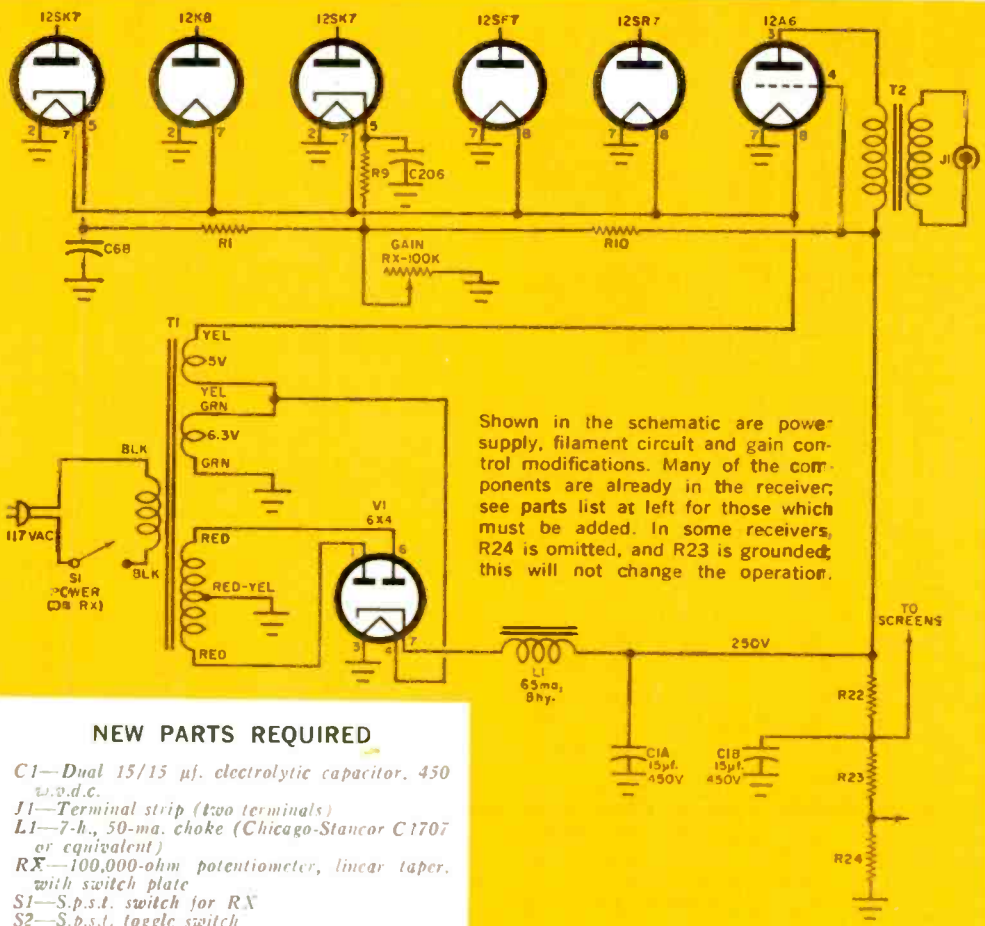 12SK7
12K8
12SK7
12SF7
12SR7
12A6
3
4
T2
2
7
5
2
7
2
7
5
2
8
2
8
2
8
J1
R9
C206
C6B
R1
GAIN
RX-100K
R10
T1
YEL
5V
YEL
GRN
6.3V
GRN
BLK
117VAC
S1
POWER
(ON RX)
BLK
RED
RED-YEL
RED
V1
6X4
1
6
3
4
7
Shown in the schematic are power
supply, filament circuit and gain con-
trol modifications. Many of the com-
ponents are already in the receiver;
see parts list at left for those which
must be added. In some receivers,
R24 is omitted, and R23 is grounded;
this will not change the operation.
L1
65ma,
8hy.
250V
TO
SCREENS
R22
C1A
15µf.
450V
C1B
15µf.
450V
R23
R24
NEW PARTS REQUIRED
C1—Dual 15/15 µf. electrolytic capacitor, 450
w.v.d.c.
J1—Terminal strip (two terminals)
L1—7-h., 50-ma. choke (Chicago-Stancor C1707
or equivalent)
RX—100,000-ohm potentiometer, linear taper,
with switch plate
S1—S.p.s.t. switch for RX
S2—S.p.s.t. toggle switch